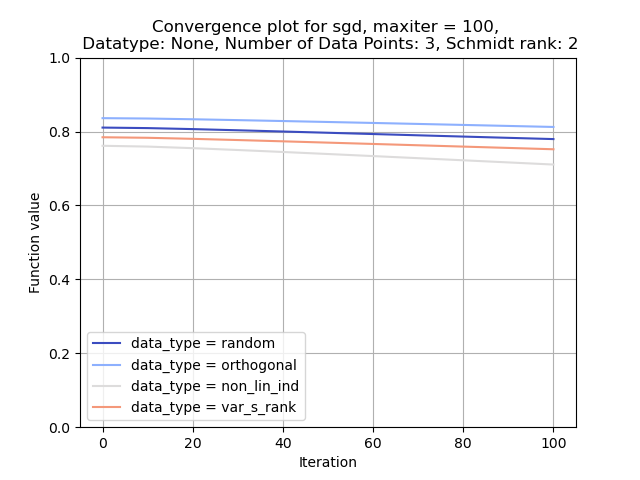 Convergence plot for sgd, maxiter = 100,
Datatype: None, Number of Data Points: 3, Schmidt rank: 2
1.0
0.8
0.6
0.4
0.2
0.0
Function value
data_type = random
data_type = orthogonal
data_type = non_lin_ind
data_type = var_s_rank
0 20 40 60 80 100
Iteration